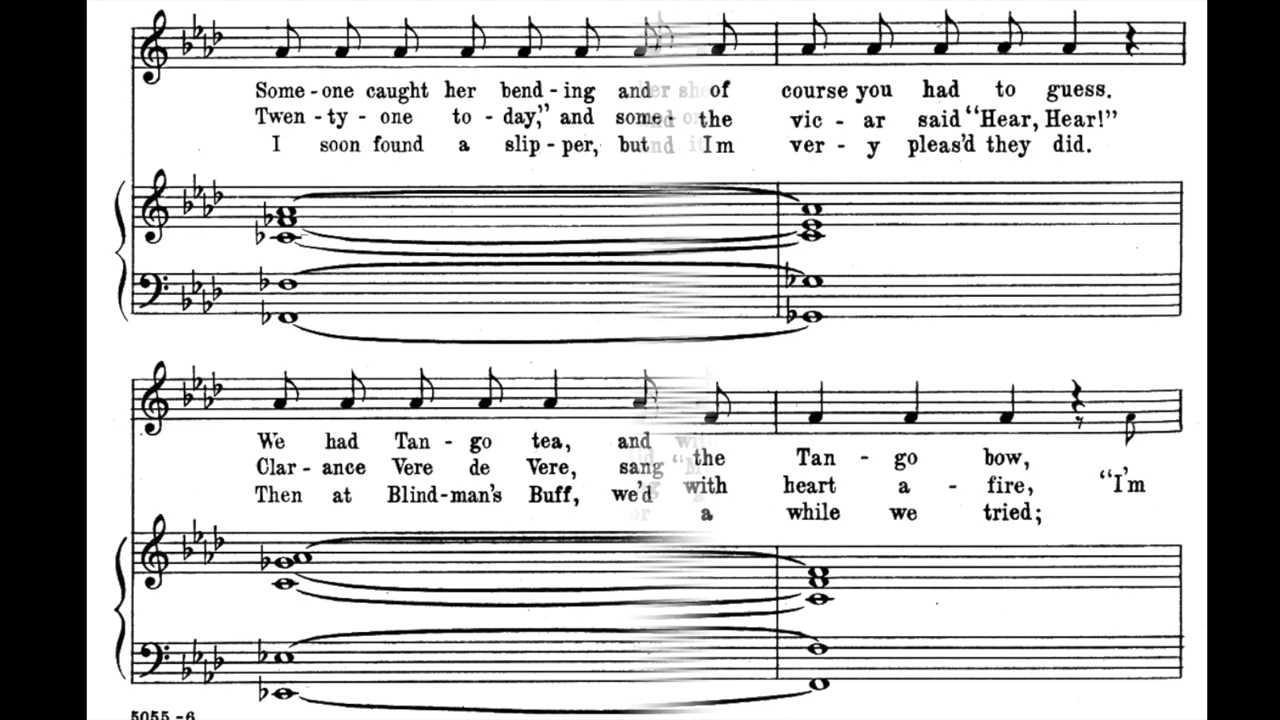 Some - one caught her bend - ing and of course you had to guess.
Twen - ty - one to - day," and some - the vic - ar said "Hear, Hear!"
I soon found a slip - per, but Im ver - y pleas'd they did.
We had Tan - go tea, and the Tan - go bow,
Clar - ance Vere de Vere, sang with heart a - fire, "I'm
Then at Blind - man's Buff, we'd a while we tried;
5055 - 6